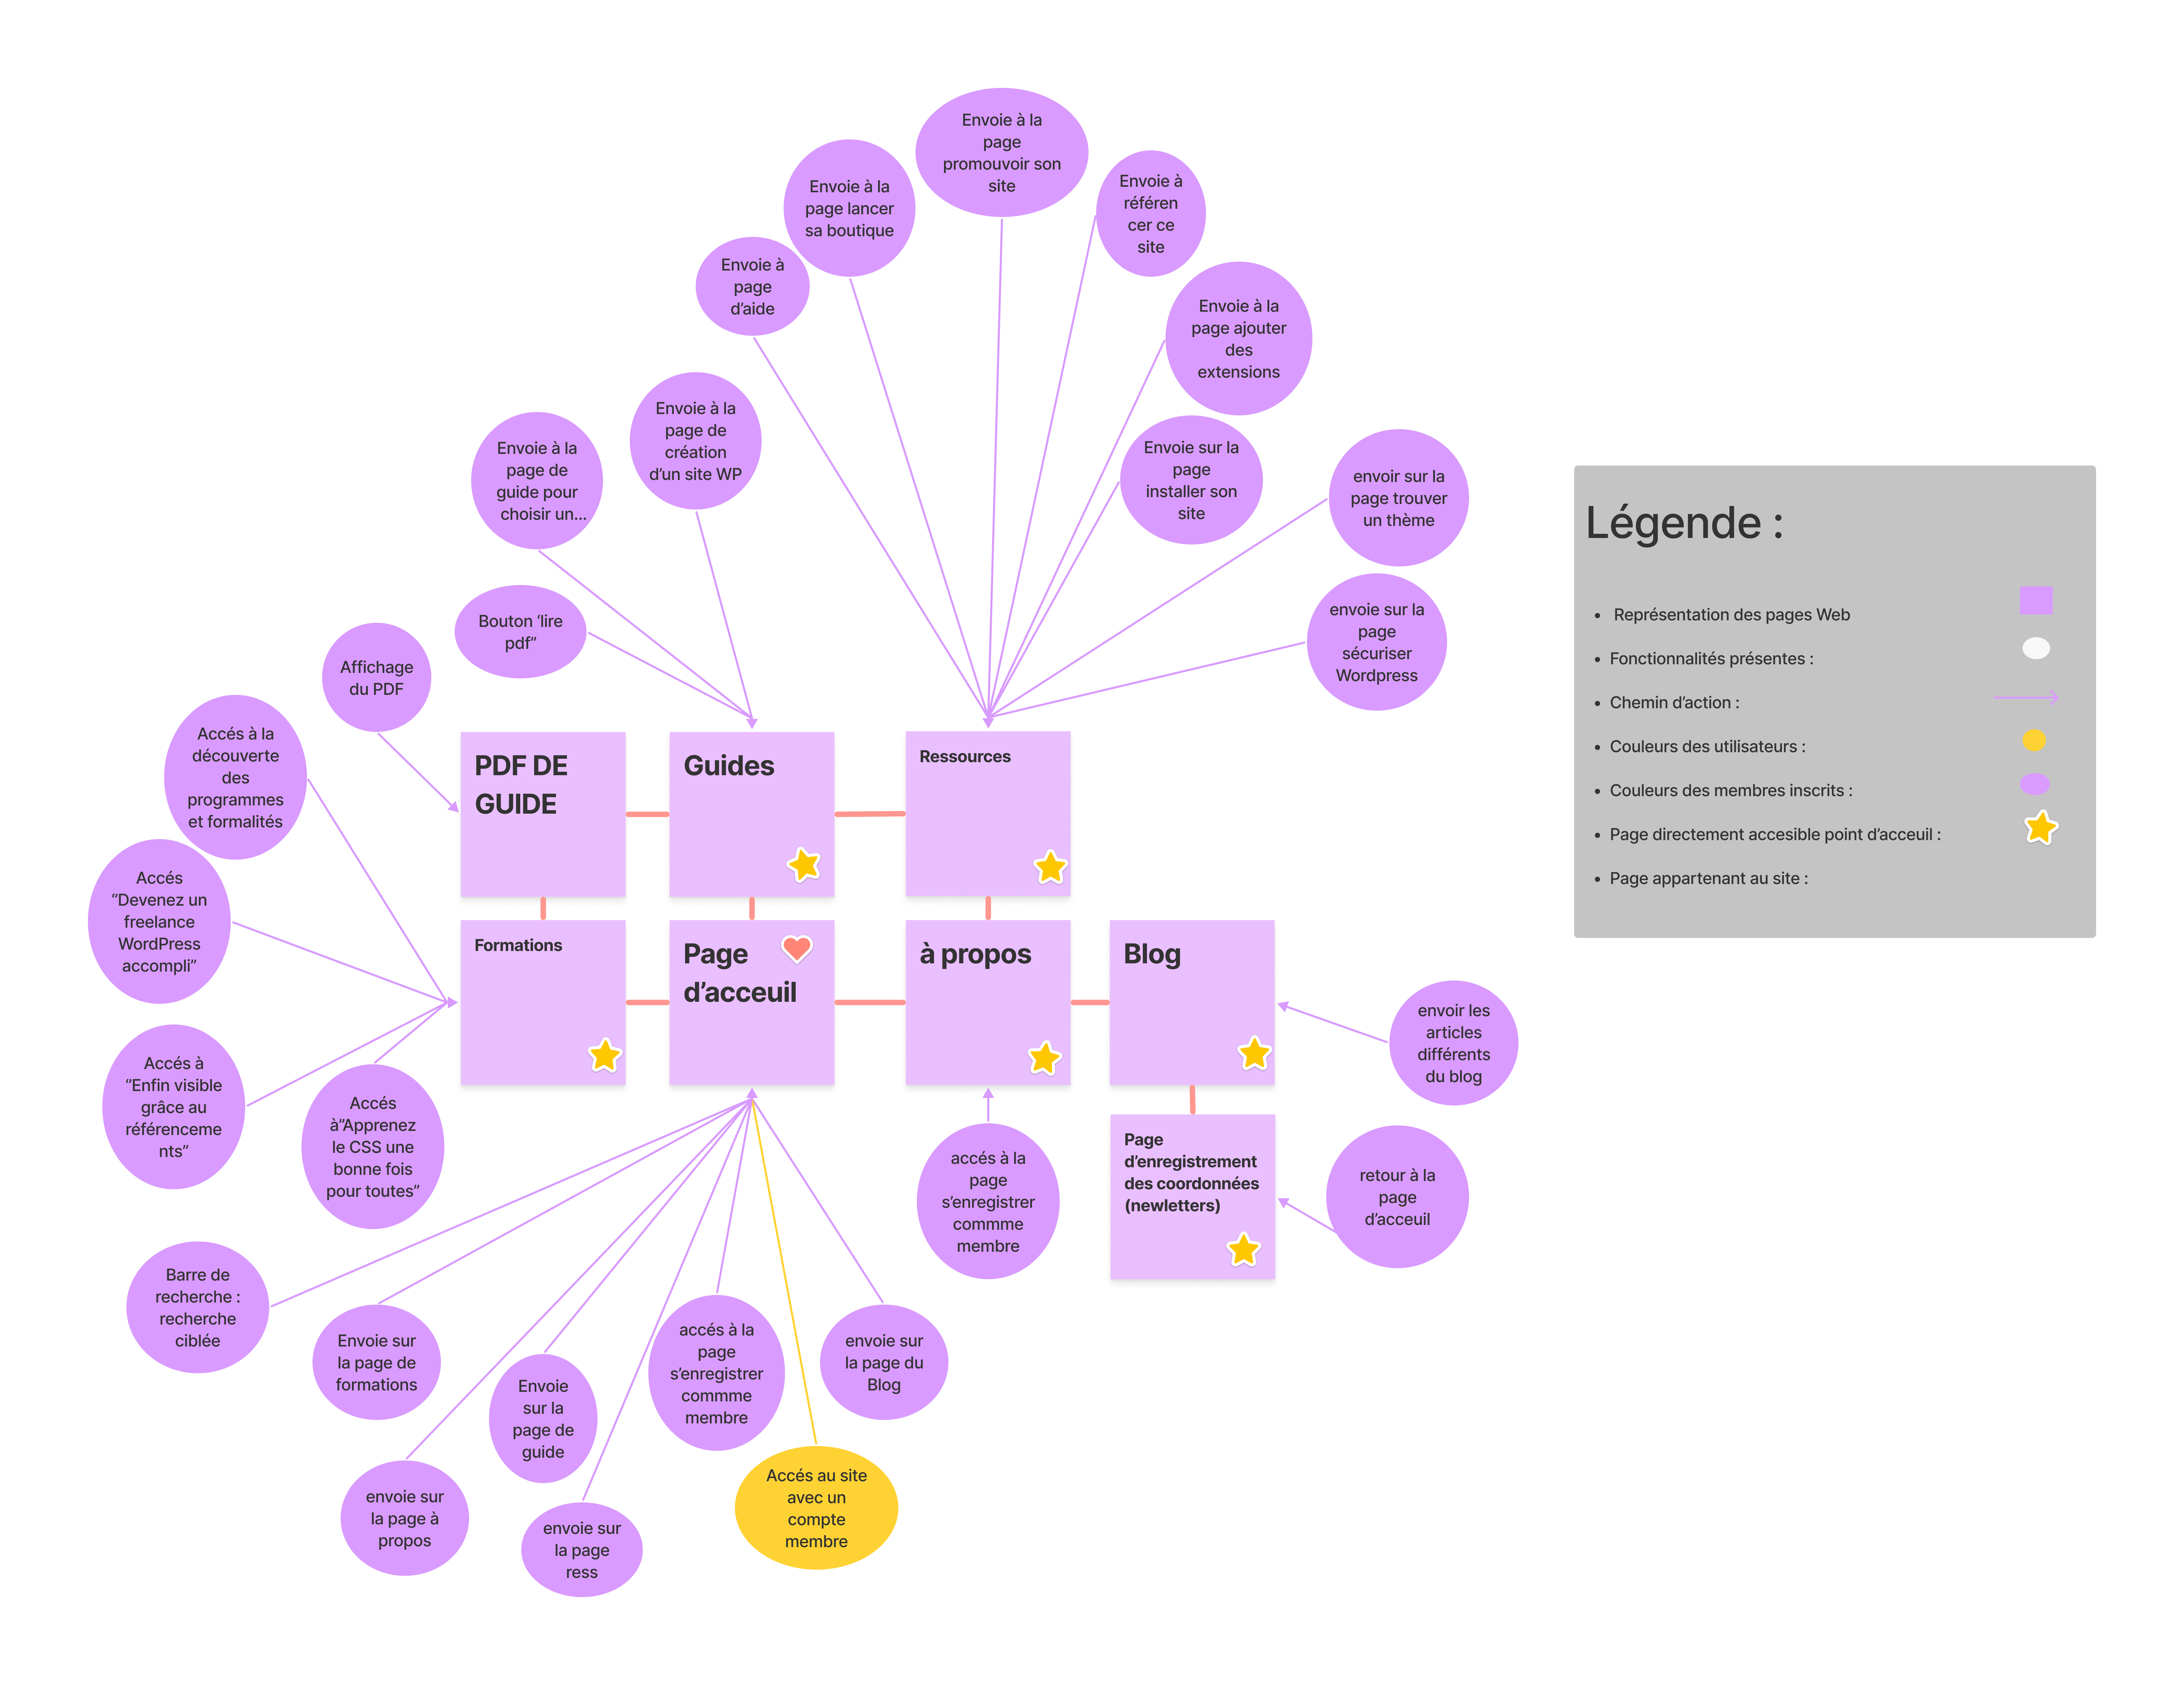 Envoie à la
page
promouvoir son
site
Envoie à la
page lancer
sa boutique
Envoie à
référen
cer ce
site
Envoie à
page
d'aide
Envoie à la
page ajouter
des
extensions
Envoie à la
page de
création
d'un site WP
Envoie à la
page de
guide pour
choisir un...
Envoie sur la
page
installer son
site
envoir sur la
page trouver
un thème
Bouton 'lire
pdf"
envoie sur la
page
sécuriser
Wordpress
Affichage
du PDF
Accés à la
découverte
des
programmes
et formalités
Accés
"Devenez un
freelance
WordPress
accompli"
Accés à
"Enfin visible
grâce au
référenceme
nts"
Accés
à"Apprenez
le CSS une
bonne fois
pour toutes"
PDF DE
GUIDE
Guides
Ressources
Formations
Page
d'acceuil
à propos
Blog
Page
d'enregistrement
des coordonnées
(newletters)
envoir les
articles
différents
du blog
retour à la
page
d'acceuil
accés à la
page
s'enregistrer
commme
membre
Barre de
recherche :
recherche
ciblée
Envoie sur
la page de
formations
envoie sur
la page à
propos
Envoie
sur la
page de
guide
envoie sur
la page
ress
accés à la
page
s'enregistrer
commme
membre
Accés au site
avec un
compte
membre
envoie sur
la page du
Blog
Légende :
• Représentation des pages Web
• Fonctionnalités présentes :
• Chemin d'action :
• Couleurs des utilisateurs :
• Couleurs des membres inscrits :
• Page directement accesible point d'acceuil :
• Page appartenant au site :